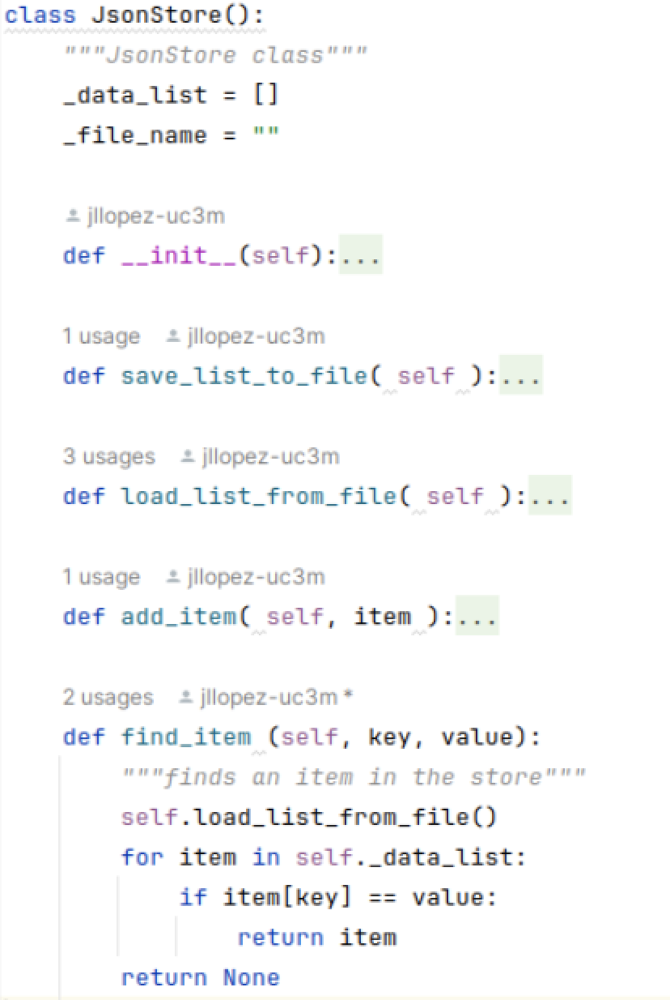 class JsonStore():
    """JsonStore class"""
    _data_list = []
    _file_name = ""
    jllopez-uc3m
    def __init__(self):...
    1 usage jllopez-uc3m
    def save_list_to_file( self ):...
    3 usages jllopez-uc3m
    def load_list_from_file( self ):...
    1 usage jllopez-uc3m
    def add_item( self, item ):...
    2 usages jllopez-uc3m *
    def find_item (self, key, value):
        """finds an item in the store"""
        self.load_list_from_file()
        for item in self._data_list:
            if item[key] == value:
                return item
        return None